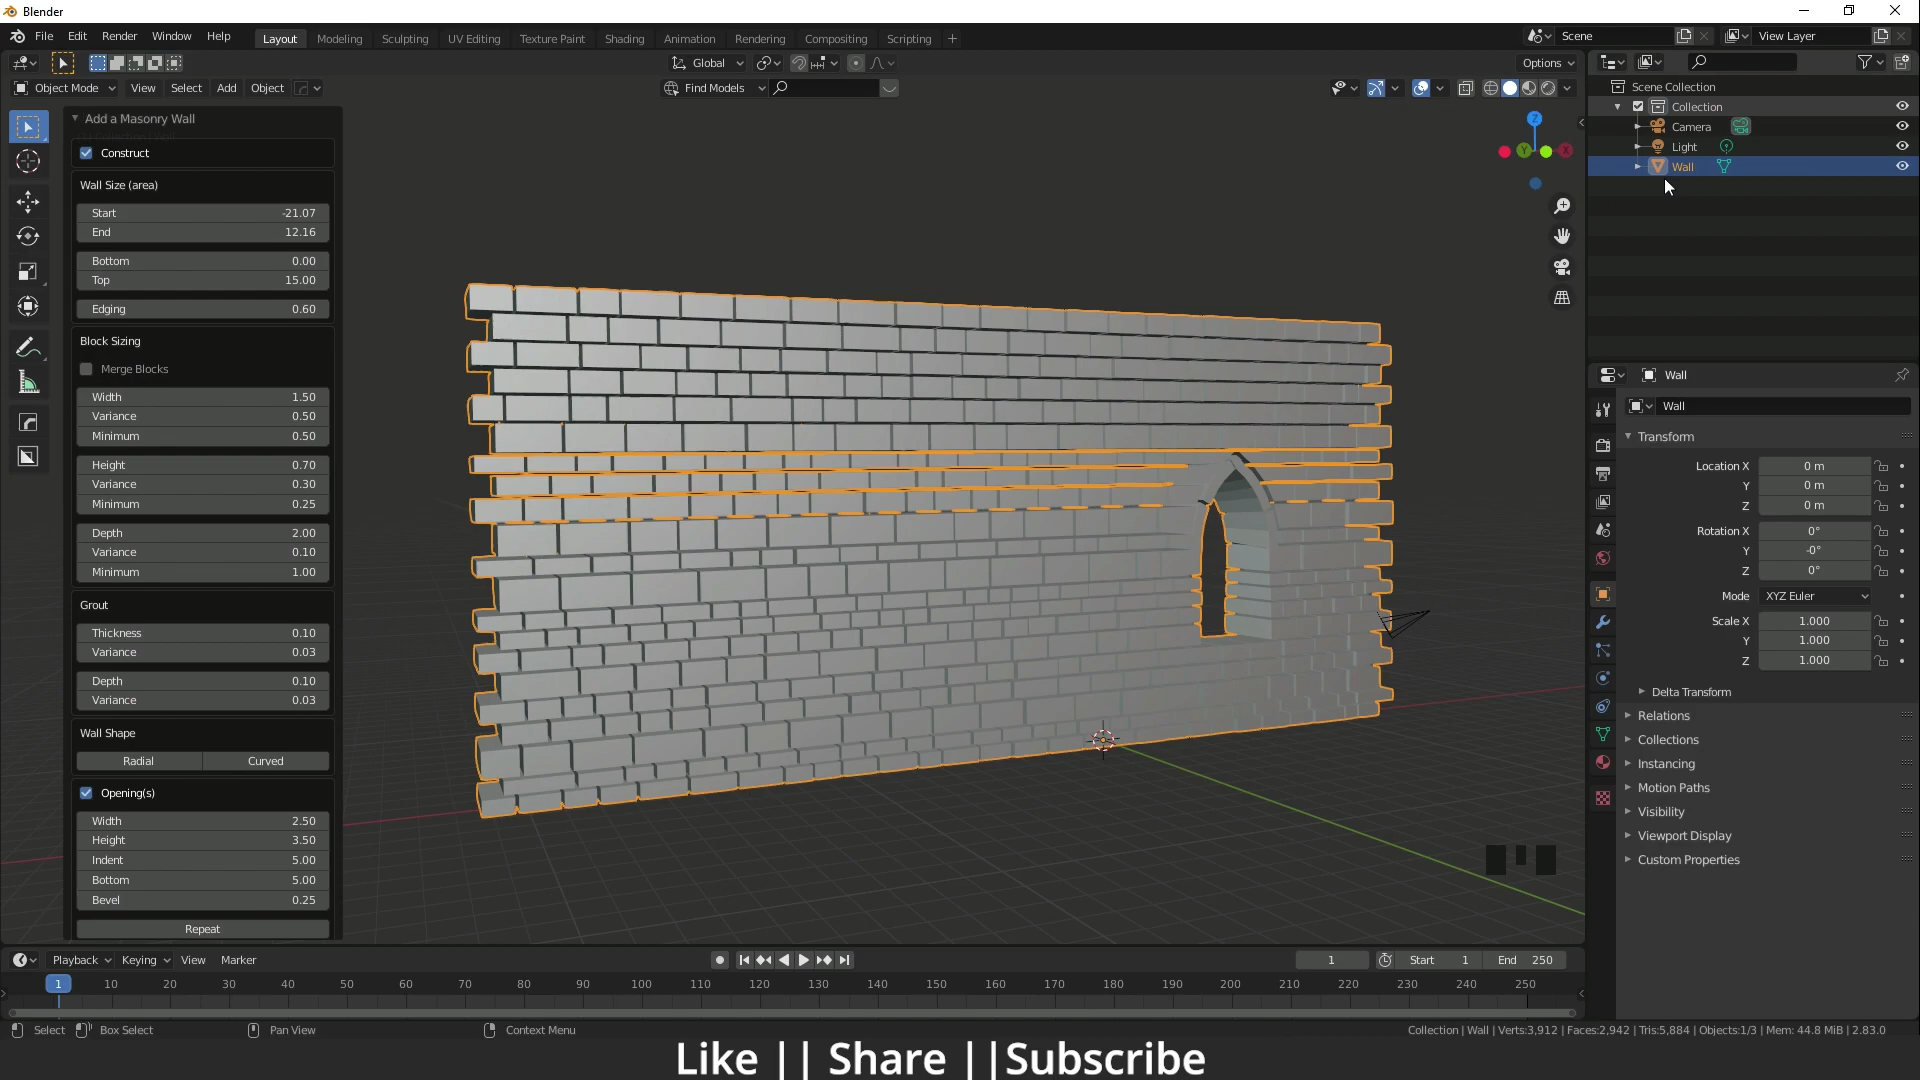 Blender
File Edit Render Window Help Layout Modeling Sculpting UV Editing Texture Paint Shading Animation Rendering Compositing Scripting + Scene View Layer
Global Options
Object Mode View Select Add Object Find Models
Add a Masonry Wall
Construct
Wall Size (area)
Start -21.07
End 12.16
Bottom 0.00
Top 15.00
Edging 0.60
Block Sizing
Merge Blocks
Width 1.50
Variance 0.50
Minimum 0.50
Height 0.70
Variance 0.30
Minimum 0.25
Depth 2.00
Variance 0.10
Minimum 1.00
Grout
Thickness 0.10
Variance 0.03
Depth 0.10
Variance 0.03
Wall Shape
Radial Curved
Opening(s)
Width 2.50
Height 3.50
Indent 5.00
Bottom 5.00
Bevel 0.25
Repeat
Z
Y X
Scene Collection
Collection
Camera
Light
Wall
Wall
Wall
Transform
Location X 0 m
Y 0 m
Z 0 m
Rotation X 0°
Y -0°
Z 0°
Mode XYZ Euler
Scale X 1.000
Y 1.000
Z 1.000
Delta Transform
Relations
Collections
Instancing
Motion Paths
Visibility
Viewport Display
Custom Properties
Playback Keying View Marker 1 Start 1 End 250
1 10 20 30 40 50 60 70 80 90 100 110 120 130 140 150 160 170 180 190 200 210 220 230 240 250
Select Box Select Pan View Context Menu Collection | Wall | Verts:3,912 | Faces:2,942 | Tris:5,884 | Objects:1/3 | Mem: 44.8 MiB | 2.83.0
Like || Share ||Subscribe